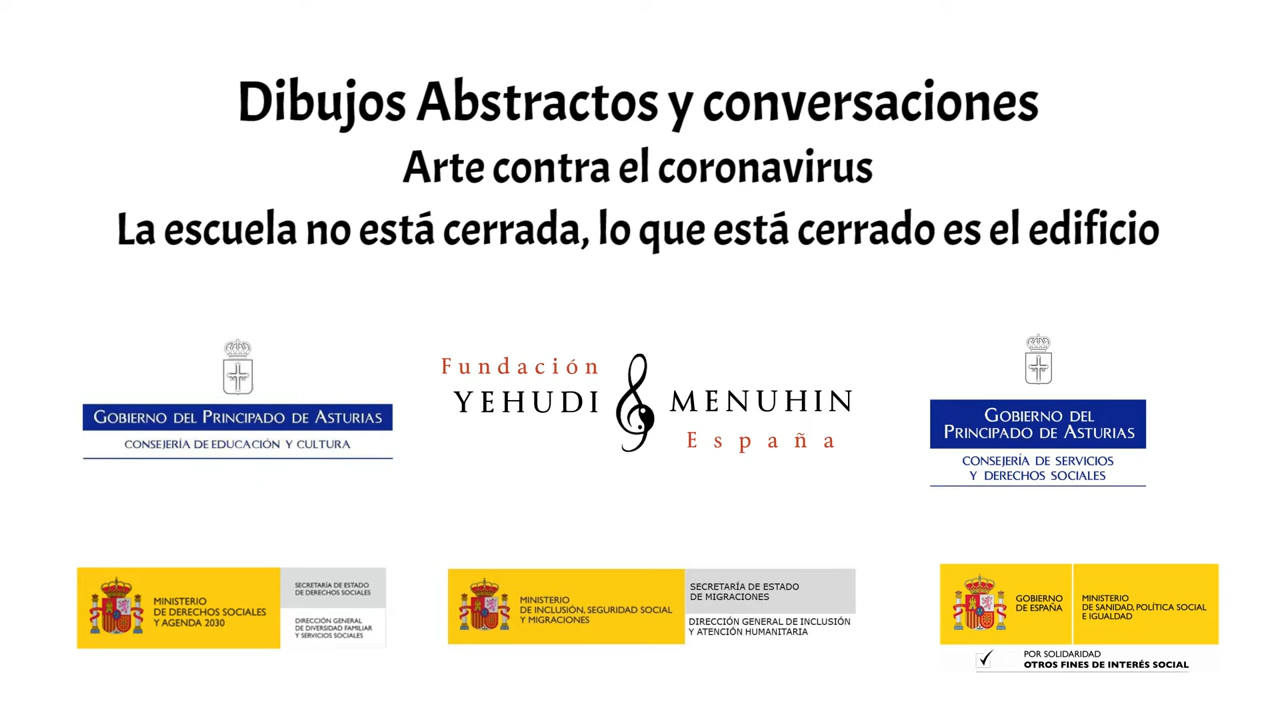 Dibujos Abstractos y conversaciones
Arte contra el coronavirus
La escuela no está cerrada, lo que está cerrado es el edificio
GOBIERNO DEL PRINCIPADO DE ASTURIAS
CONSEJERÍA DE EDUCACIÓN Y CULTURA
Fundación
YEHUDI MENUHIN
España
GOBIERNO DEL
PRINCIPADO DE ASTURIAS
CONSEJERÍA DE SERVICIOS
Y DERECHOS SOCIALES
MINISTERIO
DE DERECHOS SOCIALES
Y AGENDA 2030
SECRETARÍA DE ESTADO
DE DERECHOS SOCIALES
DIRECCIÓN GENERAL
DE DIVERSIDAD FAMILIAR
Y SERVICIOS SOCIALES
MINISTERIO
DE INCLUSIÓN, SEGURIDAD SOCIAL
Y MIGRACIONES
SECRETARÍA DE ESTADO
DE MIGRACIONES
DIRECCIÓN GENERAL DE INCLUSIÓN
Y ATENCIÓN HUMANITARIA
GOBIERNO
DE ESPAÑA
MINISTERIO
DE SANIDAD, POLÍTICA SOCIAL
E IGUALDAD
POR SOLIDARIDAD
OTROS FINES DE INTERÉS SOCIAL